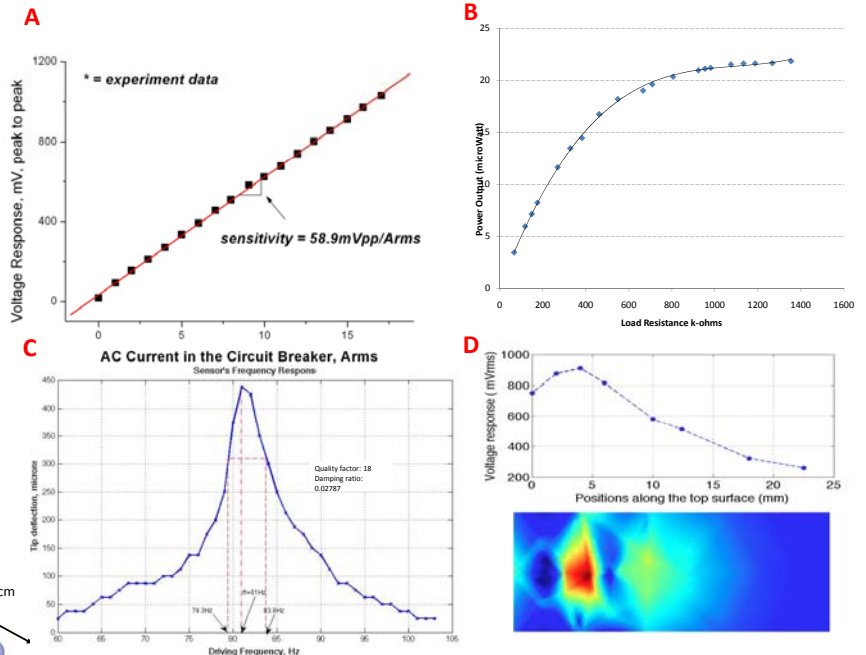 A
1200
800
400
0
Voltage Response, mV, peak to peak
* = experiment data
sensitivity = 58.9mVpp/Arms
0 5 10 15
AC Current in the Circuit Breaker, Arms
B
25
20
15
10
5
0
Power Output (microWatt)
0 200 400 600 800 1000 1200 1400 1600
Load Resistance k-ohms
C
Sensor's Frequency Respons
450
400
350
300
250
200
150
100
50
0
Tip deflection, micrometer
Quality factor: 18
Damping ratio:
0.02787
79.3Hz
fn=81Hz
83.8Hz
60 65 70 75 80 85 90 95 100 105
Driving Frequency, Hz
cm
D
1000
800
600
400
200
Voltage response ( mVrms)
0 5 10 15 20 25
Positions along the top surface (mm)